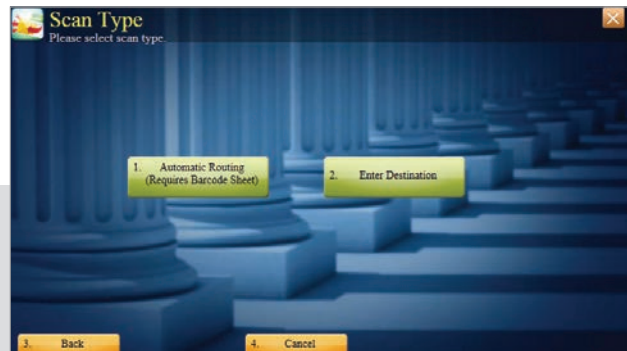 Scan Type
Please select scan type.
1. Automatic Routing
(Requires Barcode Sheet)
2. Enter Destination
3. Back
4. Cancel